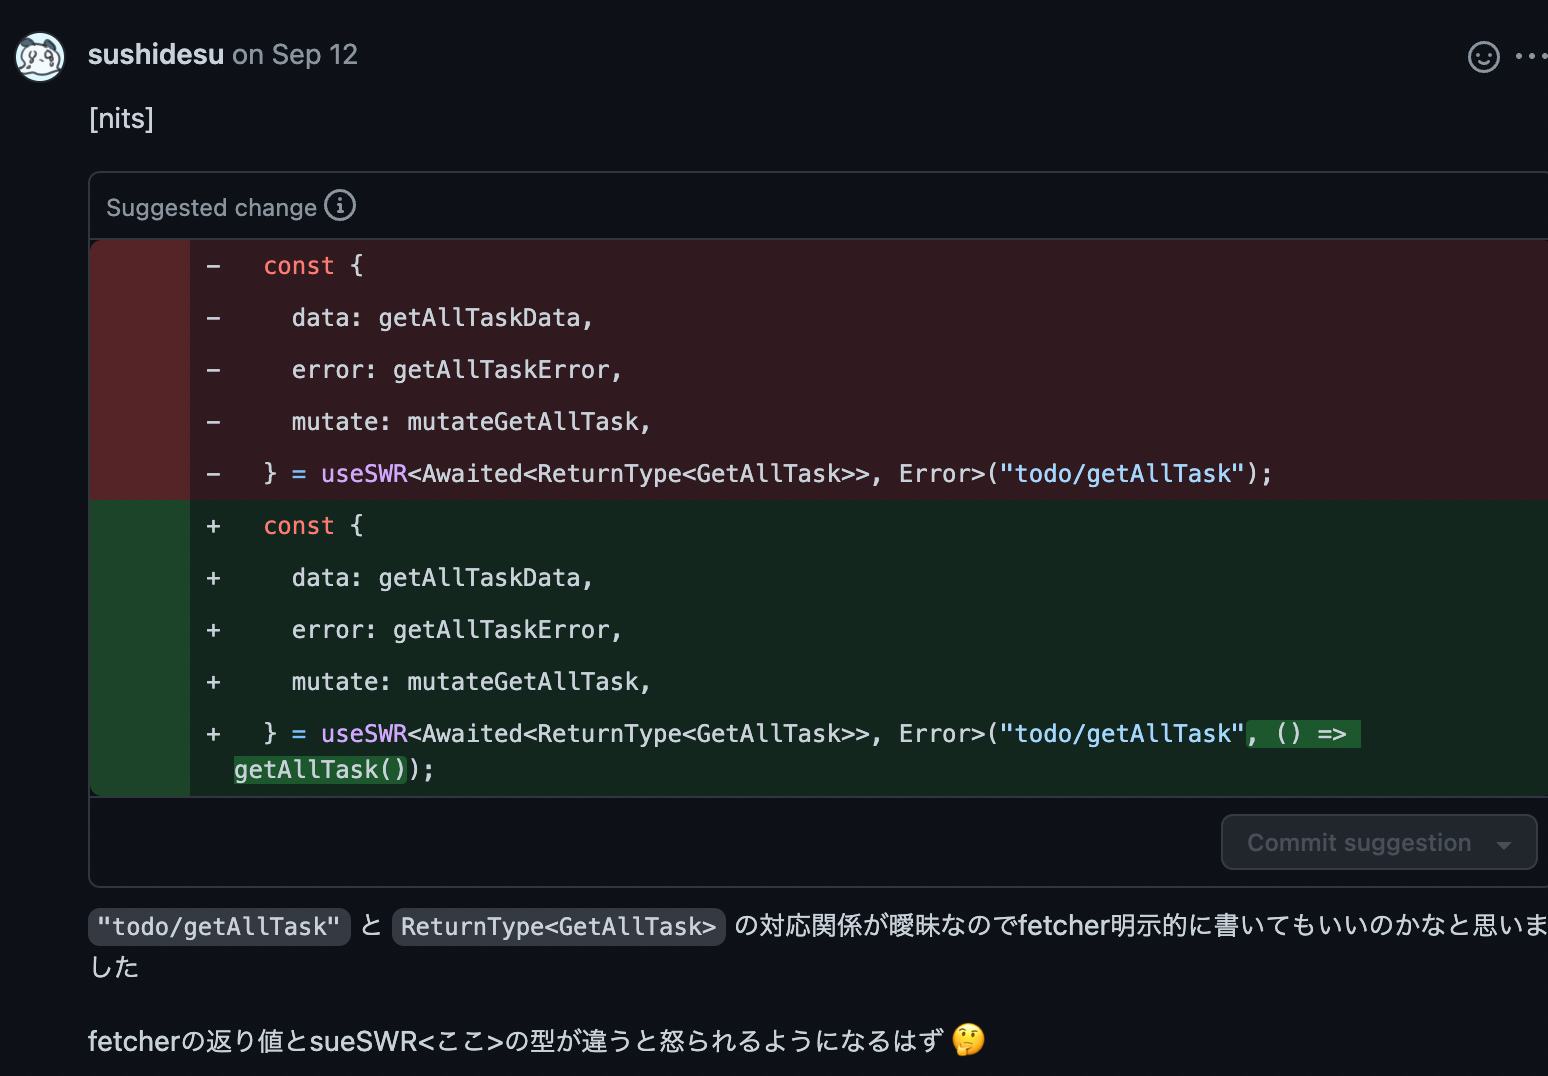 sushidesu on Sep 12
[nits]
Suggested change
- const {
- data: getAllTaskData,
- error: getAllTaskError,
- mutate: mutateGetAllTask,
- } = useSWR<Awaited<ReturnType<GetAllTask>>, Error>("todo/getAllTask");
+ const {
+ data: getAllTaskData,
+ error: getAllTaskError,
+ mutate: mutateGetAllTask,
+ } = useSWR<Awaited<ReturnType<GetAllTask>>, Error>("todo/getAllTask", () =>
getAllTask());
Commit suggestion
"todo/getAllTask" と ReturnType<GetAllTask> の対応関係が曖昧なのでfetcher明示的に書いてもいいのかなと思いま
した
fetcherの返り値とsueSWR<ここ>の型が違うと怒られるようになるはず🤔